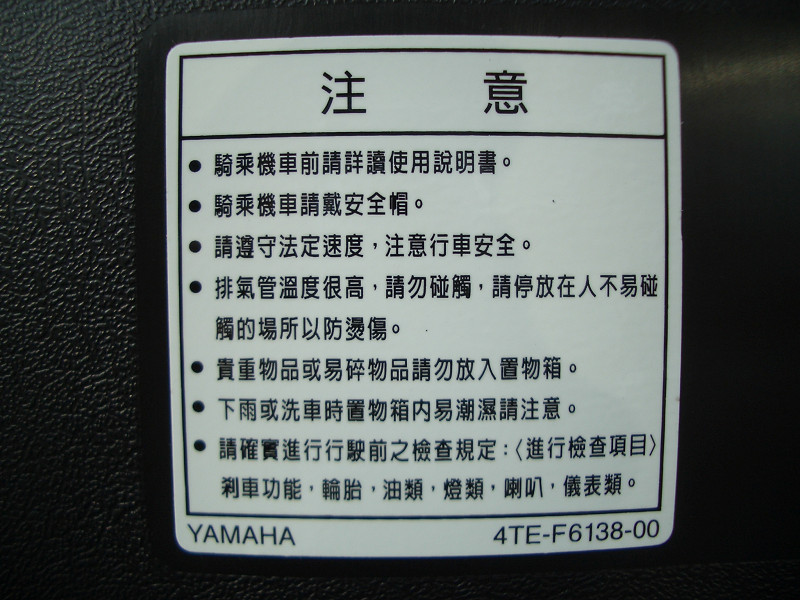 注 意
● 騎乘機車前請詳讀使用說明書。
● 騎乘機車請戴安全帽。
● 請遵守法定速度，注意行車安全。
● 排氣管溫度很高，請勿碰觸，請停放在人不易碰
觸的場所以防燙傷。
● 貴重物品或易碎物品請勿放入置物箱。
● 下雨或洗車時置物箱內易潮濕請注意。
● 請確實進行行駛前之檢查規定：〈進行檢查項目〉
剎車功能，輪胎，油類，燈類，喇叭，儀表類。
YAMAHA 4TE-F6138-00